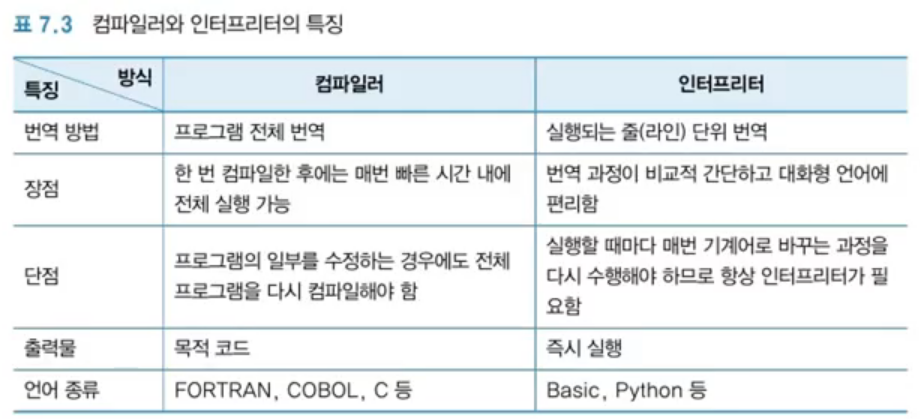 표 7.3 컴파일러와 인터프리터의 특징
방식
특징
컴파일러
인터프리터
번역 방법
프로그램 전체 번역
실행되는 줄(라인) 단위 번역
장점
한 번 컴파일한 후에는 매번 빠른 시간 내에
전체 실행 가능
번역 과정이 비교적 간단하고 대화형 언어에
편리함
단점
프로그램의 일부를 수정하는 경우에도 전체
프로그램을 다시 컴파일해야 함
실행할 때마다 매번 기계어로 바꾸는 과정을
다시 수행해야 하므로 항상 인터프리터가 필
요함
출력물
목적 코드
즉시 실행
언어 종류
FORTRAN, COBOL, C 등
Basic, Python 등